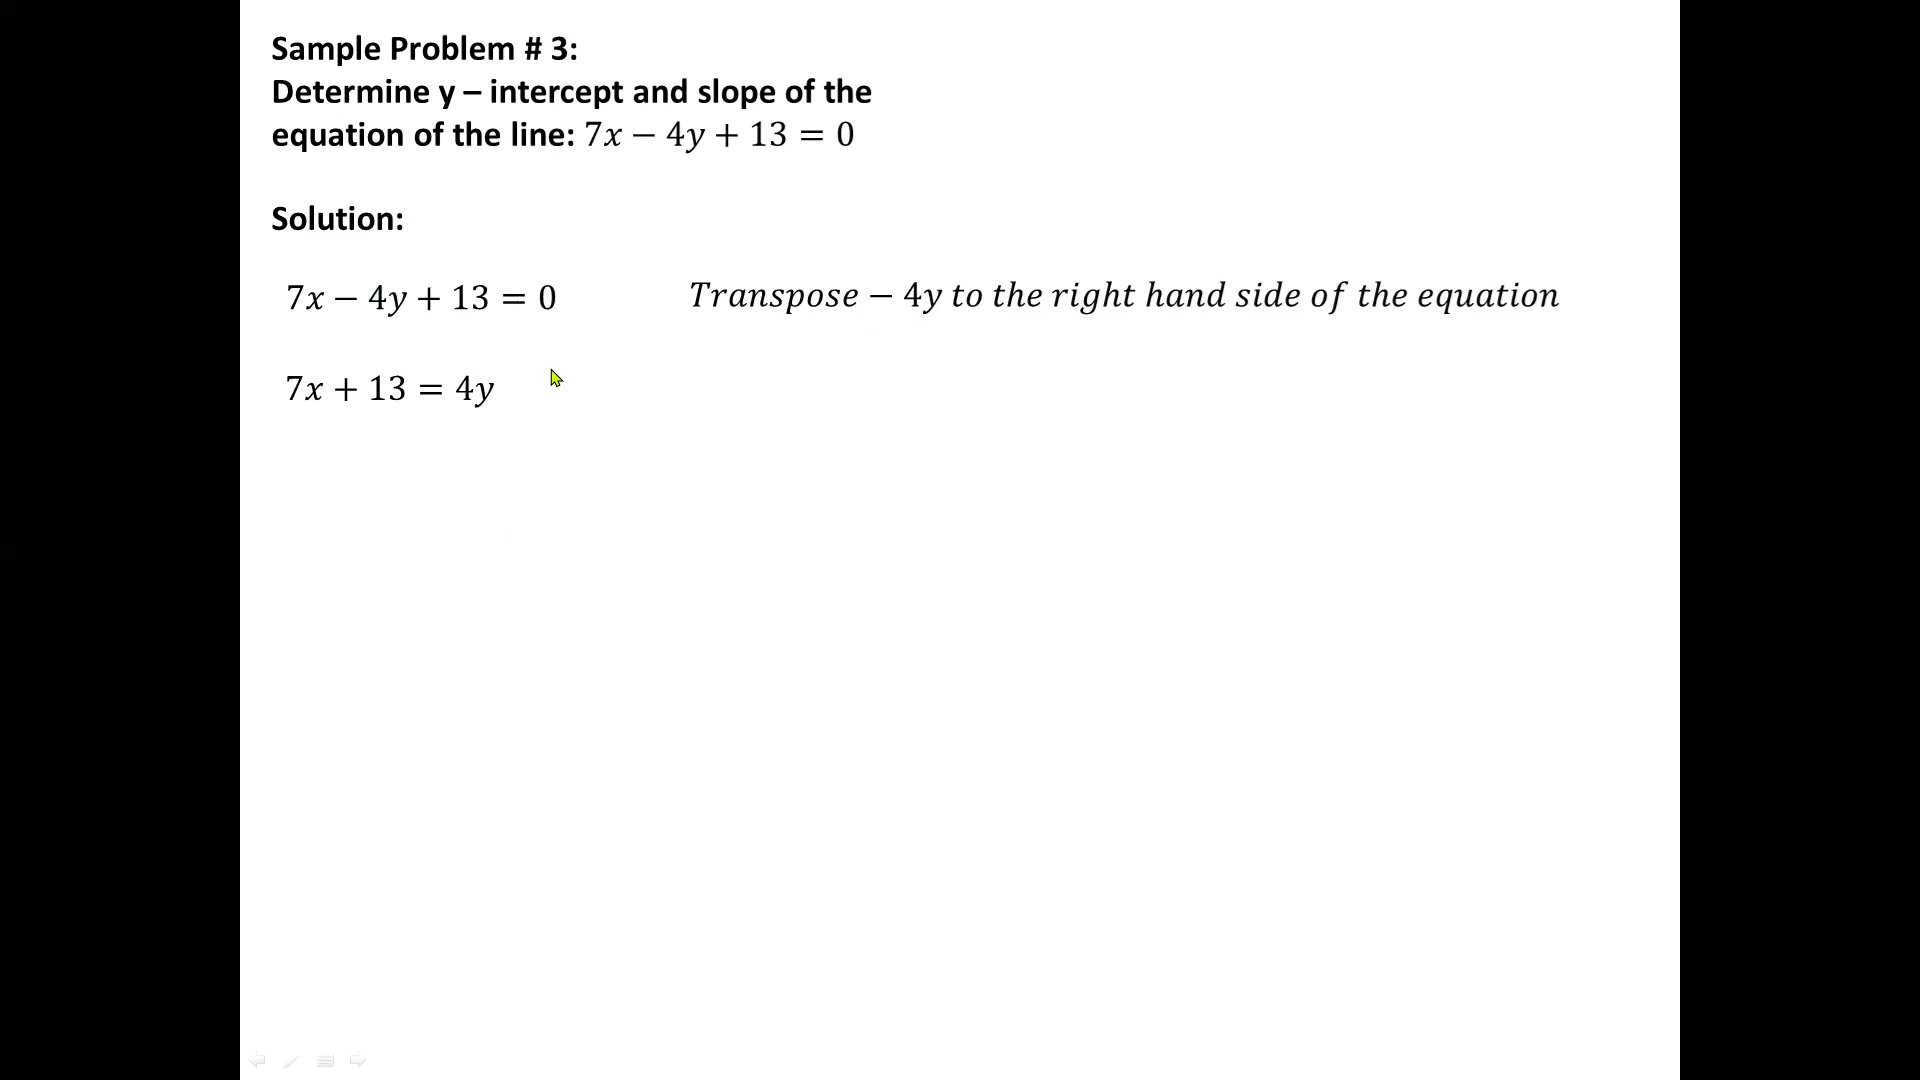 Sample Problem # 3:
Determine y – intercept and slope of the
equation of the line: 7x − 4y + 13 = 0
Solution:
7x − 4y + 13 = 0 Transpose − 4y to the right hand side of the equation
7x + 13 = 4y